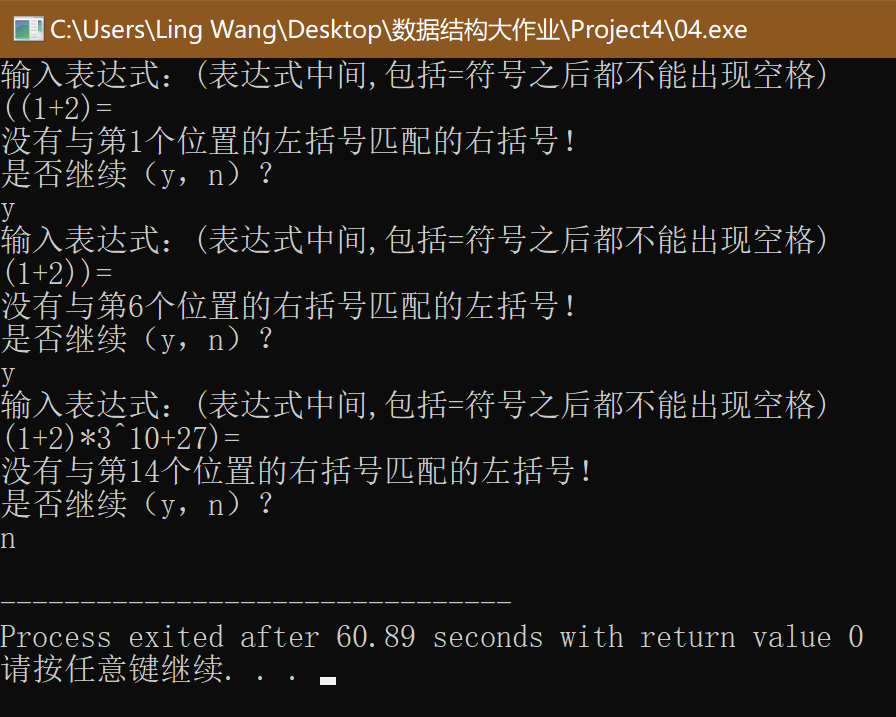 C:\Users\Ling Wang\Desktop\数据结构大作业\Project4\04.exe
输入表达式：(表达式中间,包括=符号之后都不能出现空格)
((1+2)=
没有与第1个位置的左括号匹配的右括号！
是否继续（y，n）？
y
输入表达式：(表达式中间,包括=符号之后都不能出现空格)
(1+2))=
没有与第6个位置的右括号匹配的左括号！
是否继续（y，n）？
y
输入表达式：(表达式中间,包括=符号之后都不能出现空格)
(1+2)*3^10+27)=
没有与第14个位置的右括号匹配的左括号！
是否继续（y，n）？
n
--------------------------------
Process exited after 60.89 seconds with return value 0
请按任意键继续. . .